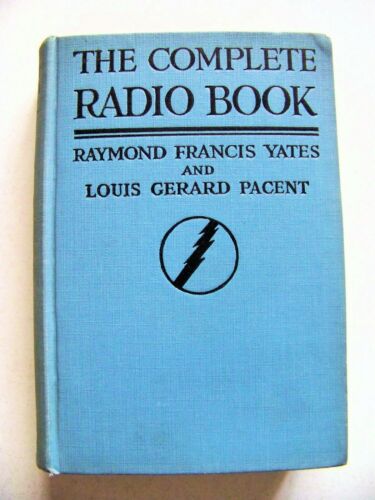 THE COMPLETE
RADIO BOOK
RAYMOND FRANCIS YATES
AND
LOUIS GERARD PACENT